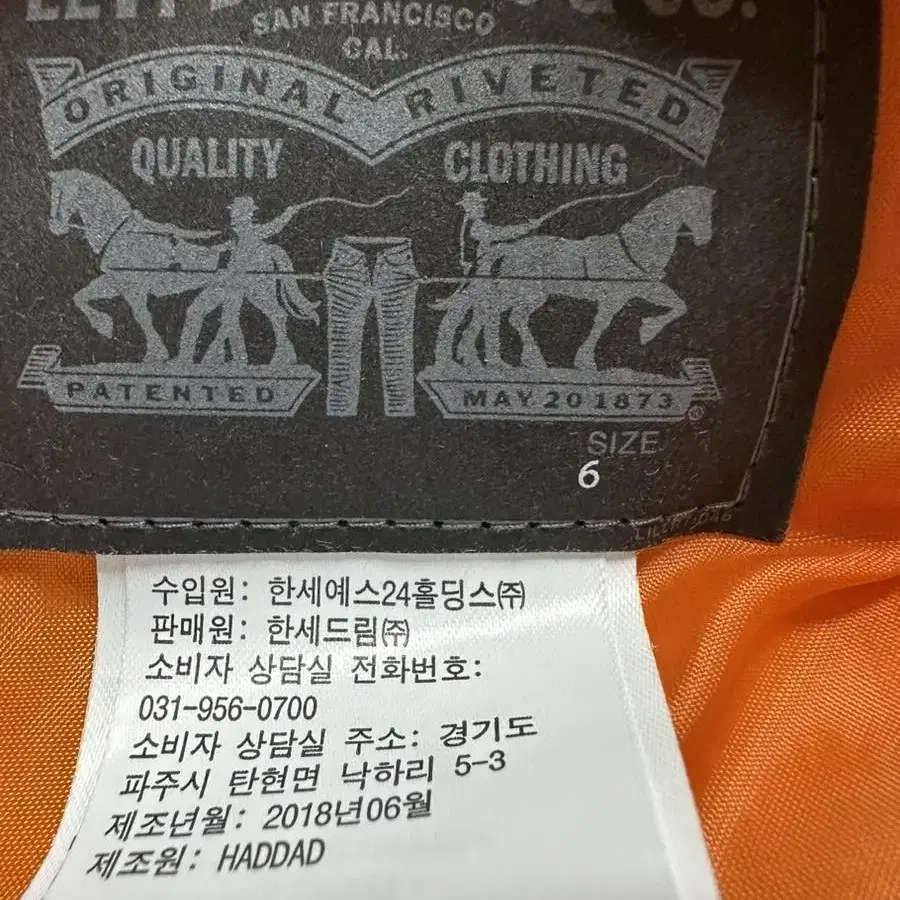 SAN FRANCISCO
CAL.
ORIGINAL RIVETED
QUALITY CLOTHING
PATENTED MAY 20 1873 ®
SIZE
6
수입원: 한세예스24홀딩스㈜
판매원: 한세드림㈜
소비자 상담실 전화번호:
031-956-0700
소비자 상담실 주소: 경기도
파주시 탄현면 낙하리 5-3
제조년월: 2018년06월
제조원: HADDAD